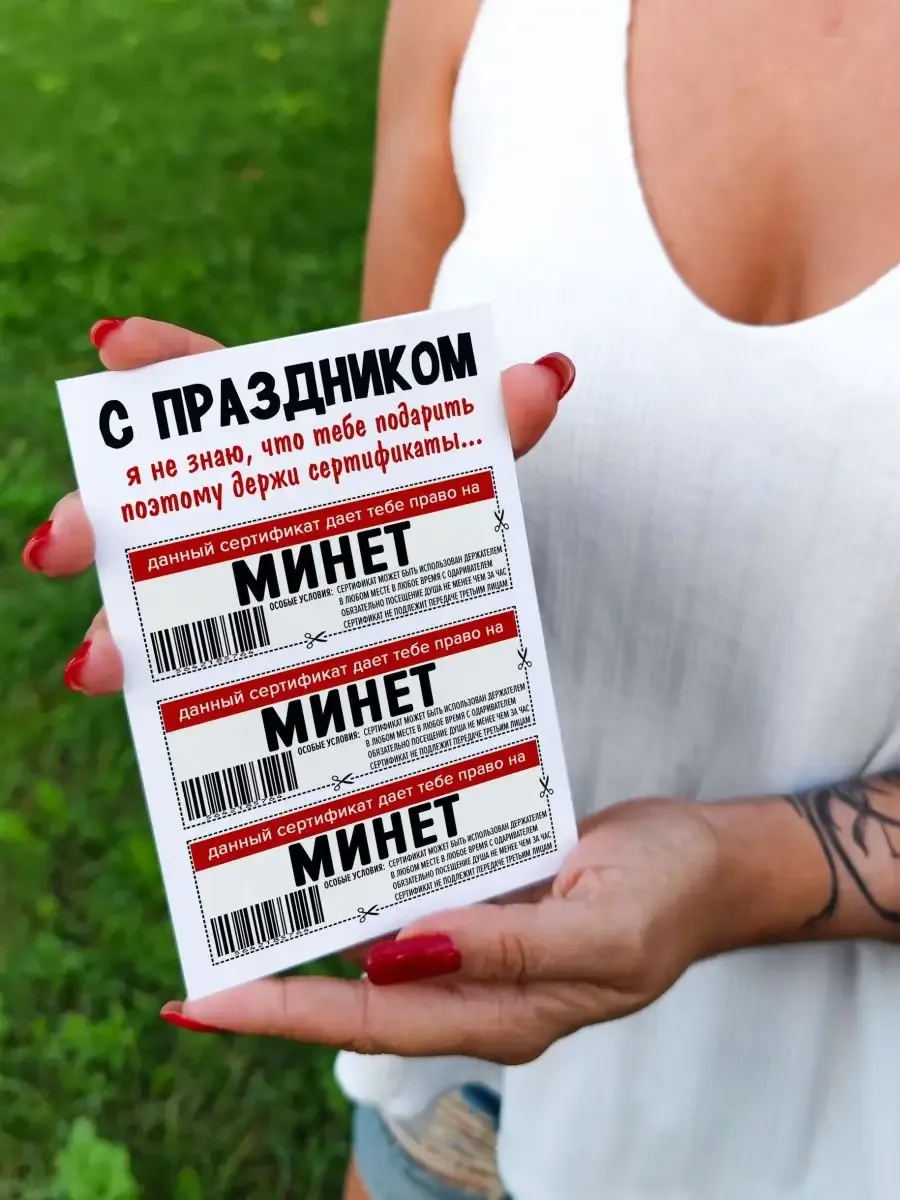 С ПРАЗДНИКОМ
я не знаю, что тебе подарить
поэтому держи сертификаты...
данный сертификат дает тебе право на
МИНЕТ
ОСОБЫЕ УСЛОВИЯ: СЕРТИФИКАТ МОЖЕТ БЫТЬ ИСПОЛЬЗОВАН ДЕРЖАТЕЛЕМ
В ЛЮБОМ МЕСТЕ В ЛЮБОЕ ВРЕМЯ С ОДАРИВАТЕЛЕМ
ОБЯЗАТЕЛЬНО ПОСЕЩЕНИЕ ДУША НЕ МЕНЕЕ ЧЕМ ЗА ЧАС
СЕРТИФИКАТ НЕ ПОДЛЕЖИТ ПЕРЕДАЧЕ ТРЕТЬИМ ЛИЦАМ
данный сертификат дает тебе право на
МИНЕТ
ОСОБЫЕ УСЛОВИЯ: СЕРТИФИКАТ МОЖЕТ БЫТЬ ИСПОЛЬЗОВАН ДЕРЖАТЕЛЕМ
В ЛЮБОМ МЕСТЕ В ЛЮБОЕ ВРЕМЯ С ОДАРИВАТЕЛЕМ
ОБЯЗАТЕЛЬНО ПОСЕЩЕНИЕ ДУША НЕ МЕНЕЕ ЧЕМ ЗА ЧАС
СЕРТИФИКАТ НЕ ПОДЛЕЖИТ ПЕРЕДАЧЕ ТРЕТЬИМ ЛИЦАМ
данный сертификат дает тебе право на
МИНЕТ
ОСОБЫЕ УСЛОВИЯ: СЕРТИФИКАТ МОЖЕТ БЫТЬ ИСПОЛЬЗОВАН ДЕРЖАТЕЛЕМ
В ЛЮБОМ МЕСТЕ В ЛЮБОЕ ВРЕМЯ С ОДАРИВАТЕЛЕМ
ОБЯЗАТЕЛЬНО ПОСЕЩЕНИЕ ДУША НЕ МЕНЕЕ ЧЕМ ЗА ЧАС
СЕРТИФИКАТ НЕ ПОДЛЕЖИТ ПЕРЕДАЧЕ ТРЕТЬИМ ЛИЦАМ